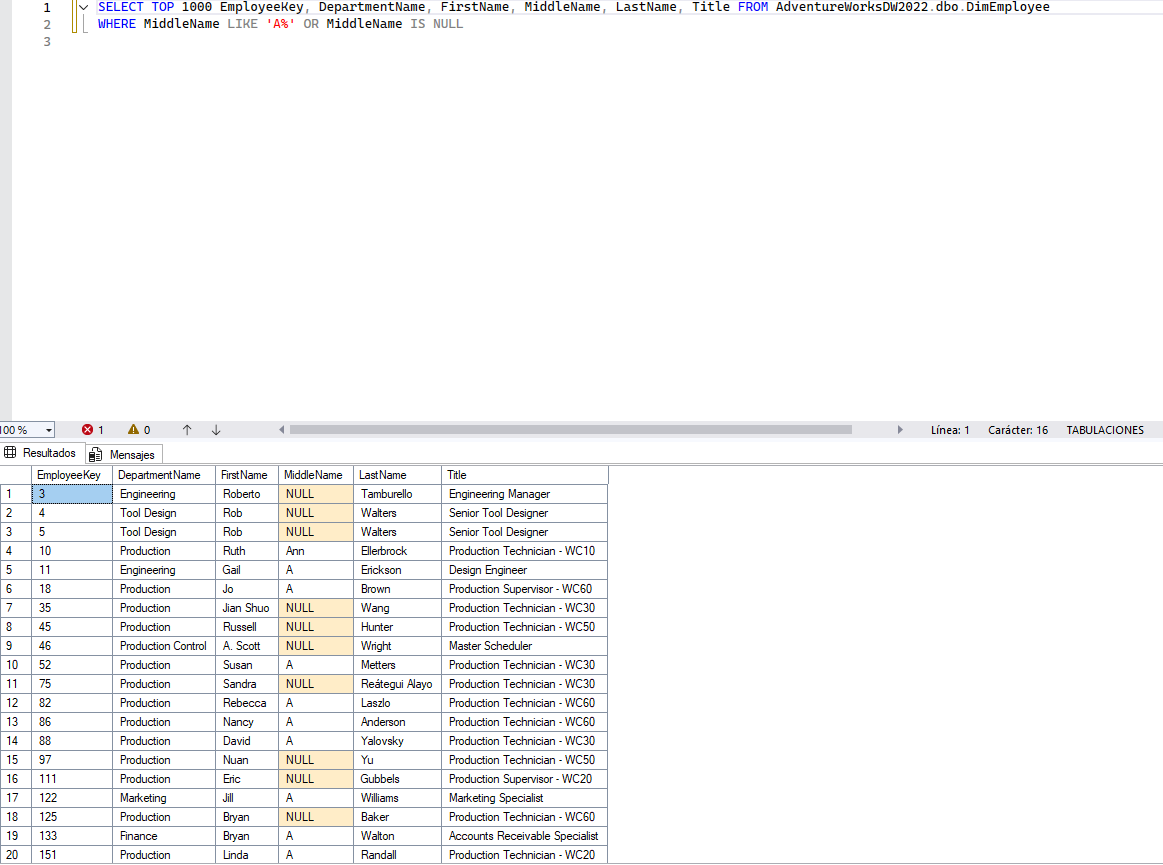 1 SELECT TOP 1000 EmployeeKey, DepartmentName, FirstName, MiddleName, LastName, Title FROM AdventureWorksDW2022.dbo.DimEmployee
2 WHERE MiddleName LIKE 'A%' OR MiddleName IS NULL
3
100 % 1 0 Línea: 1 Carácter: 16 TABULACIONES
Resultados Mensajes
EmployeeKey DepartmentName FirstName MiddleName LastName Title
1 3 Engineering Roberto NULL Tamburello Engineering Manager
2 4 Tool Design Rob NULL Walters Senior Tool Designer
3 5 Tool Design Rob NULL Walters Senior Tool Designer
4 10 Production Ruth Ann Ellerbrock Production Technician - WC10
5 11 Engineering Gail A Erickson Design Engineer
6 18 Production Jo A Brown Production Supervisor - WC60
7 35 Production Jian Shuo NULL Wang Production Technician - WC30
8 45 Production Russell NULL Hunter Production Technician - WC50
9 46 Production Control A. Scott NULL Wright Master Scheduler
10 52 Production Susan A Metters Production Technician - WC30
11 75 Production Sandra NULL Reátegui Alayo Production Technician - WC30
12 82 Production Rebecca A Laszlo Production Technician - WC60
13 86 Production Nancy A Anderson Production Technician - WC60
14 88 Production David A Yalovsky Production Technician - WC30
15 97 Production Nuan NULL Yu Production Technician - WC50
16 111 Production Eric NULL Gubbels Production Supervisor - WC20
17 122 Marketing Jill A Williams Marketing Specialist
18 125 Production Bryan NULL Baker Production Technician - WC60
19 133 Finance Bryan A Walton Accounts Receivable Specialist
20 151 Production Linda A Randall Production Technician - WC20